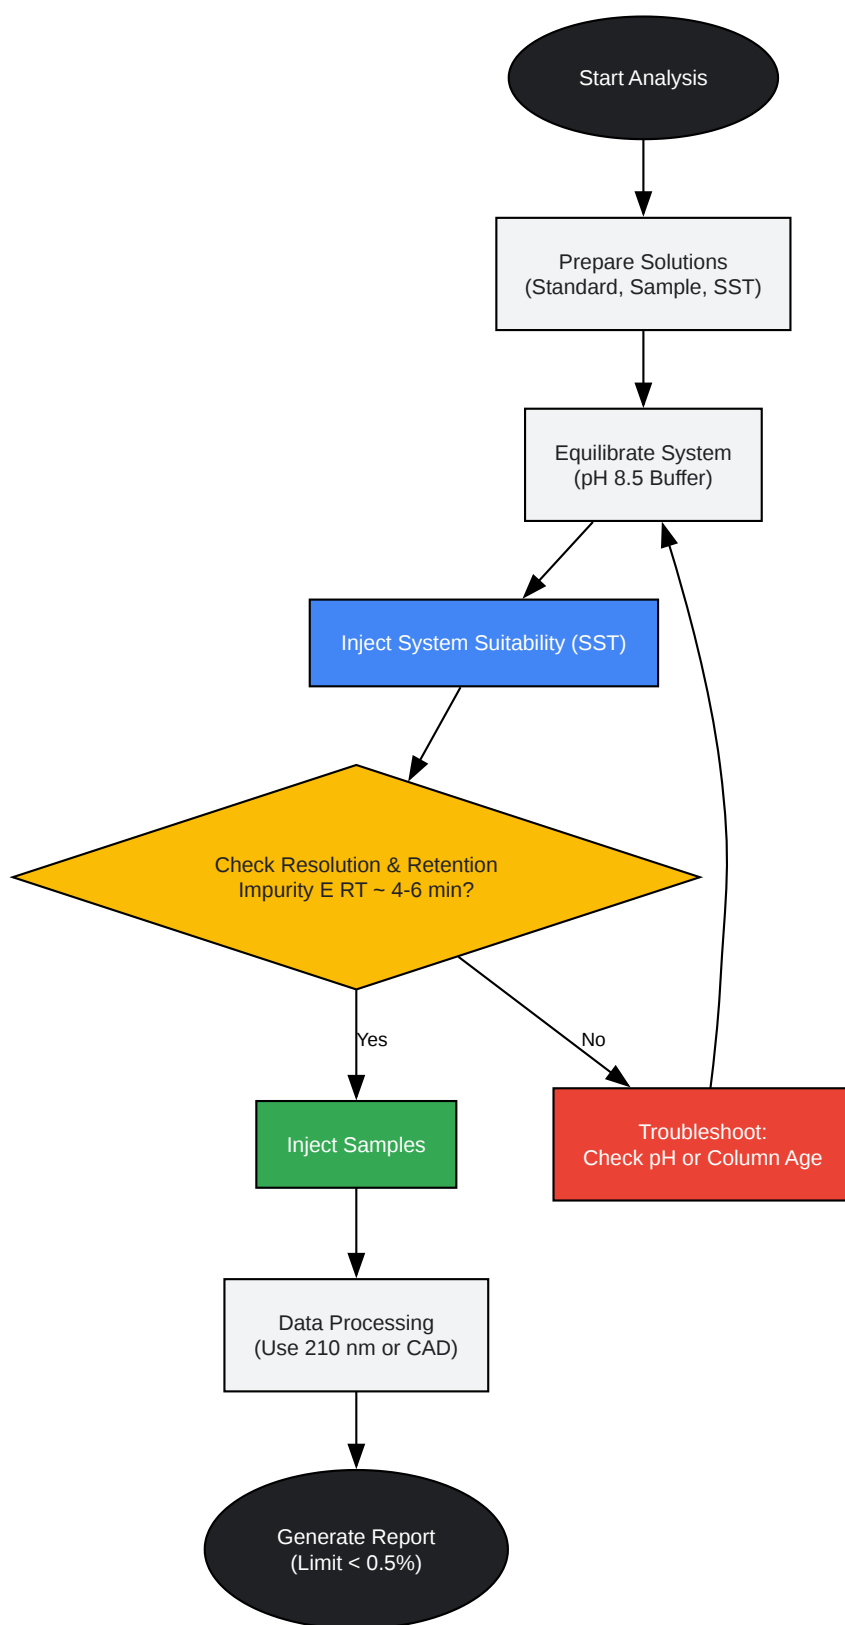 Start Analysis
Prepare Solutions
(Standard, Sample, SST)
Equilibrate System
(pH 8.5 Buffer)
Inject System Suitability (SST)
Check Resolution & Retention
Impurity E RT ~ 4-6 min?
Yes
No
Inject Samples
Troubleshoot:
Check pH or Column Age
Data Processing
(Use 210 nm or CAD)
Generate Report
(Limit < 0.5%)